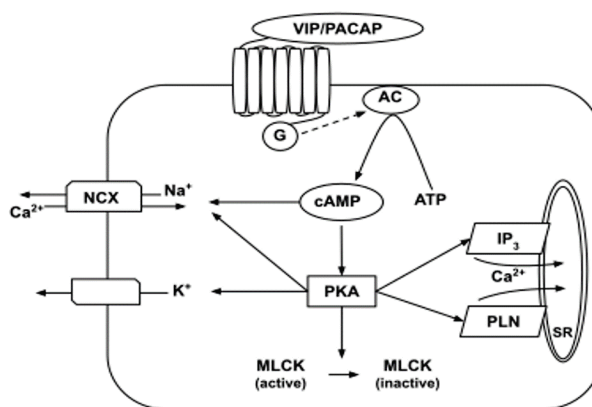 VIP/PACAP
AC
G
NCX
Na⁺
Ca²⁺
cAMP
ATP
IP₃
Ca²⁺
K⁺
PKA
PLN
SR
MLCK
(active)
MLCK
(inactive)